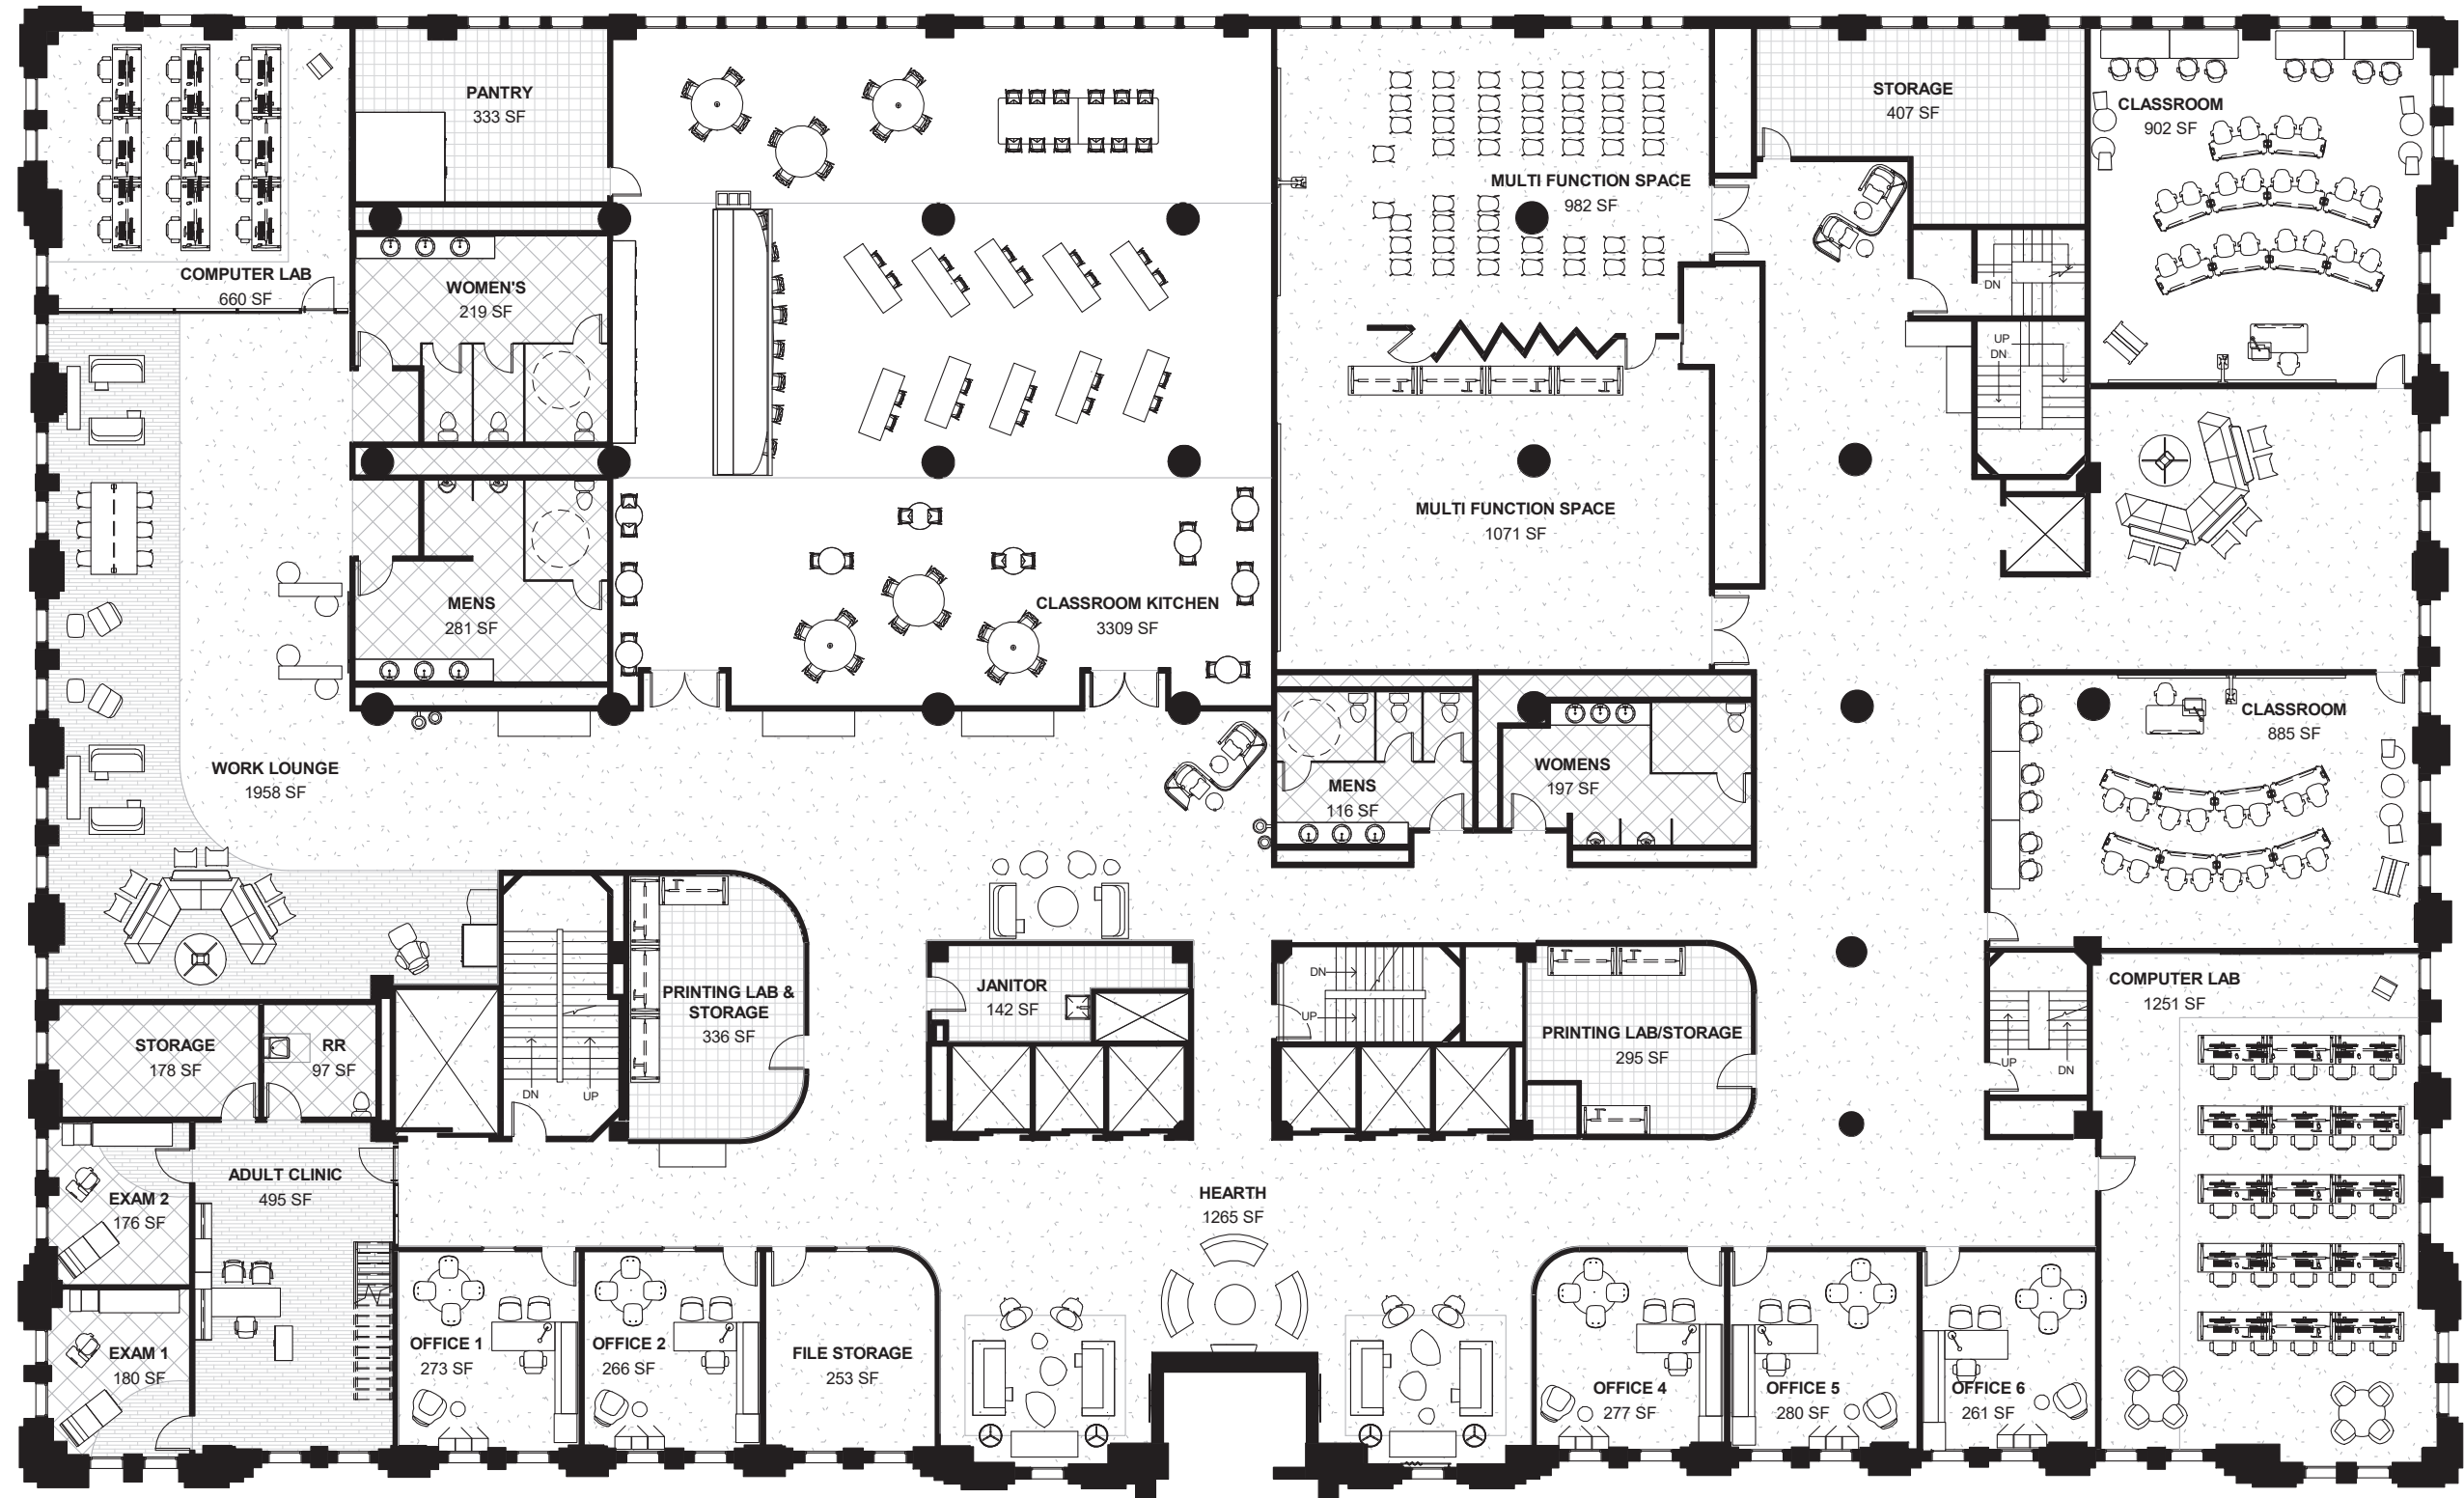 PANTRY
333 SF
STORAGE
407 SF
CLASSROOM
902 SF
MULTI FUNCTION SPACE
982 SF
COMPUTER LAB
660 SF
WOMEN'S
219 SF
DN
UP
DN
MULTI FUNCTION SPACE
1071 SF
MENS
281 SF
CLASSROOM KITCHEN
3309 SF
CLASSROOM
885 SF
WORK LOUNGE
1958 SF
MENS
116 SF
WOMENS
197 SF
PRINTING LAB &
STORAGE
336 SF
JANITOR
142 SF
DN
UP
PRINTING LAB/STORAGE
295 SF
COMPUTER LAB
1251 SF
STORAGE
178 SF
RR
97 SF
DN
UP
UP
DN
ADULT CLINIC
495 SF
EXAM 2
176 SF
HEARTH
1265 SF
EXAM 1
180 SF
OFFICE 1
273 SF
OFFICE 2
266 SF
FILE STORAGE
253 SF
OFFICE 4
277 SF
OFFICE 5
280 SF
OFFICE 6
261 SF